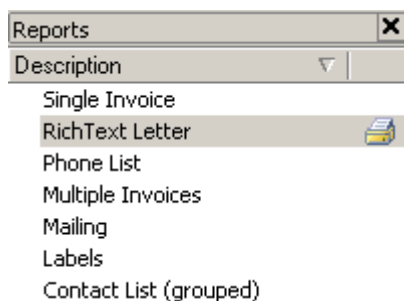 Reports
Description
Single Invoice
RichText Letter
Phone List
Multiple Invoices
Mailing
Labels
Contact List (grouped)